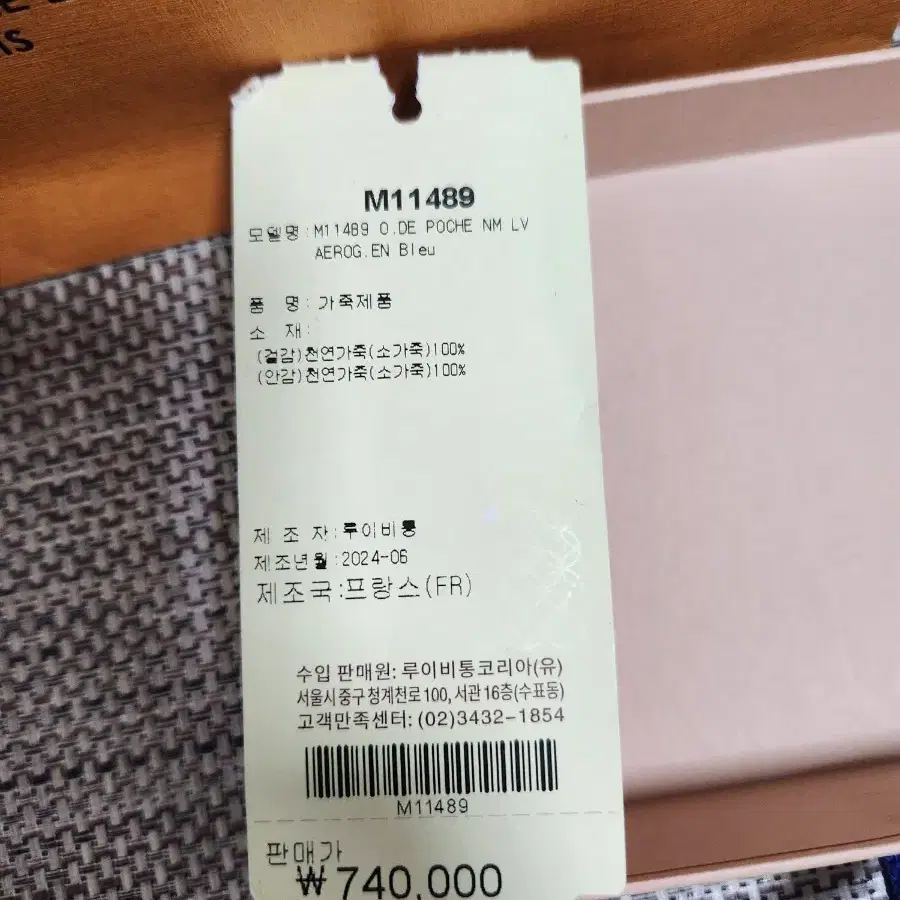 M11489
모델명:M11489 O.DE POCHE NM LV
AEROG.EN Bleu
품 명: 가죽제품
소 재:
(겉감)천연가죽(소가죽)100%
(안감)천연가죽(소가죽)100%
제 조 자:루이비통
제조년월:2024-06
제조국:프랑스(FR)
수입 판매원: 루이비통코리아(유)
서울시 중구 청계천로 100, 서관 16층(수표동)
고객만족센터: (02)3432-1854
M11489
판매가
₩740,000